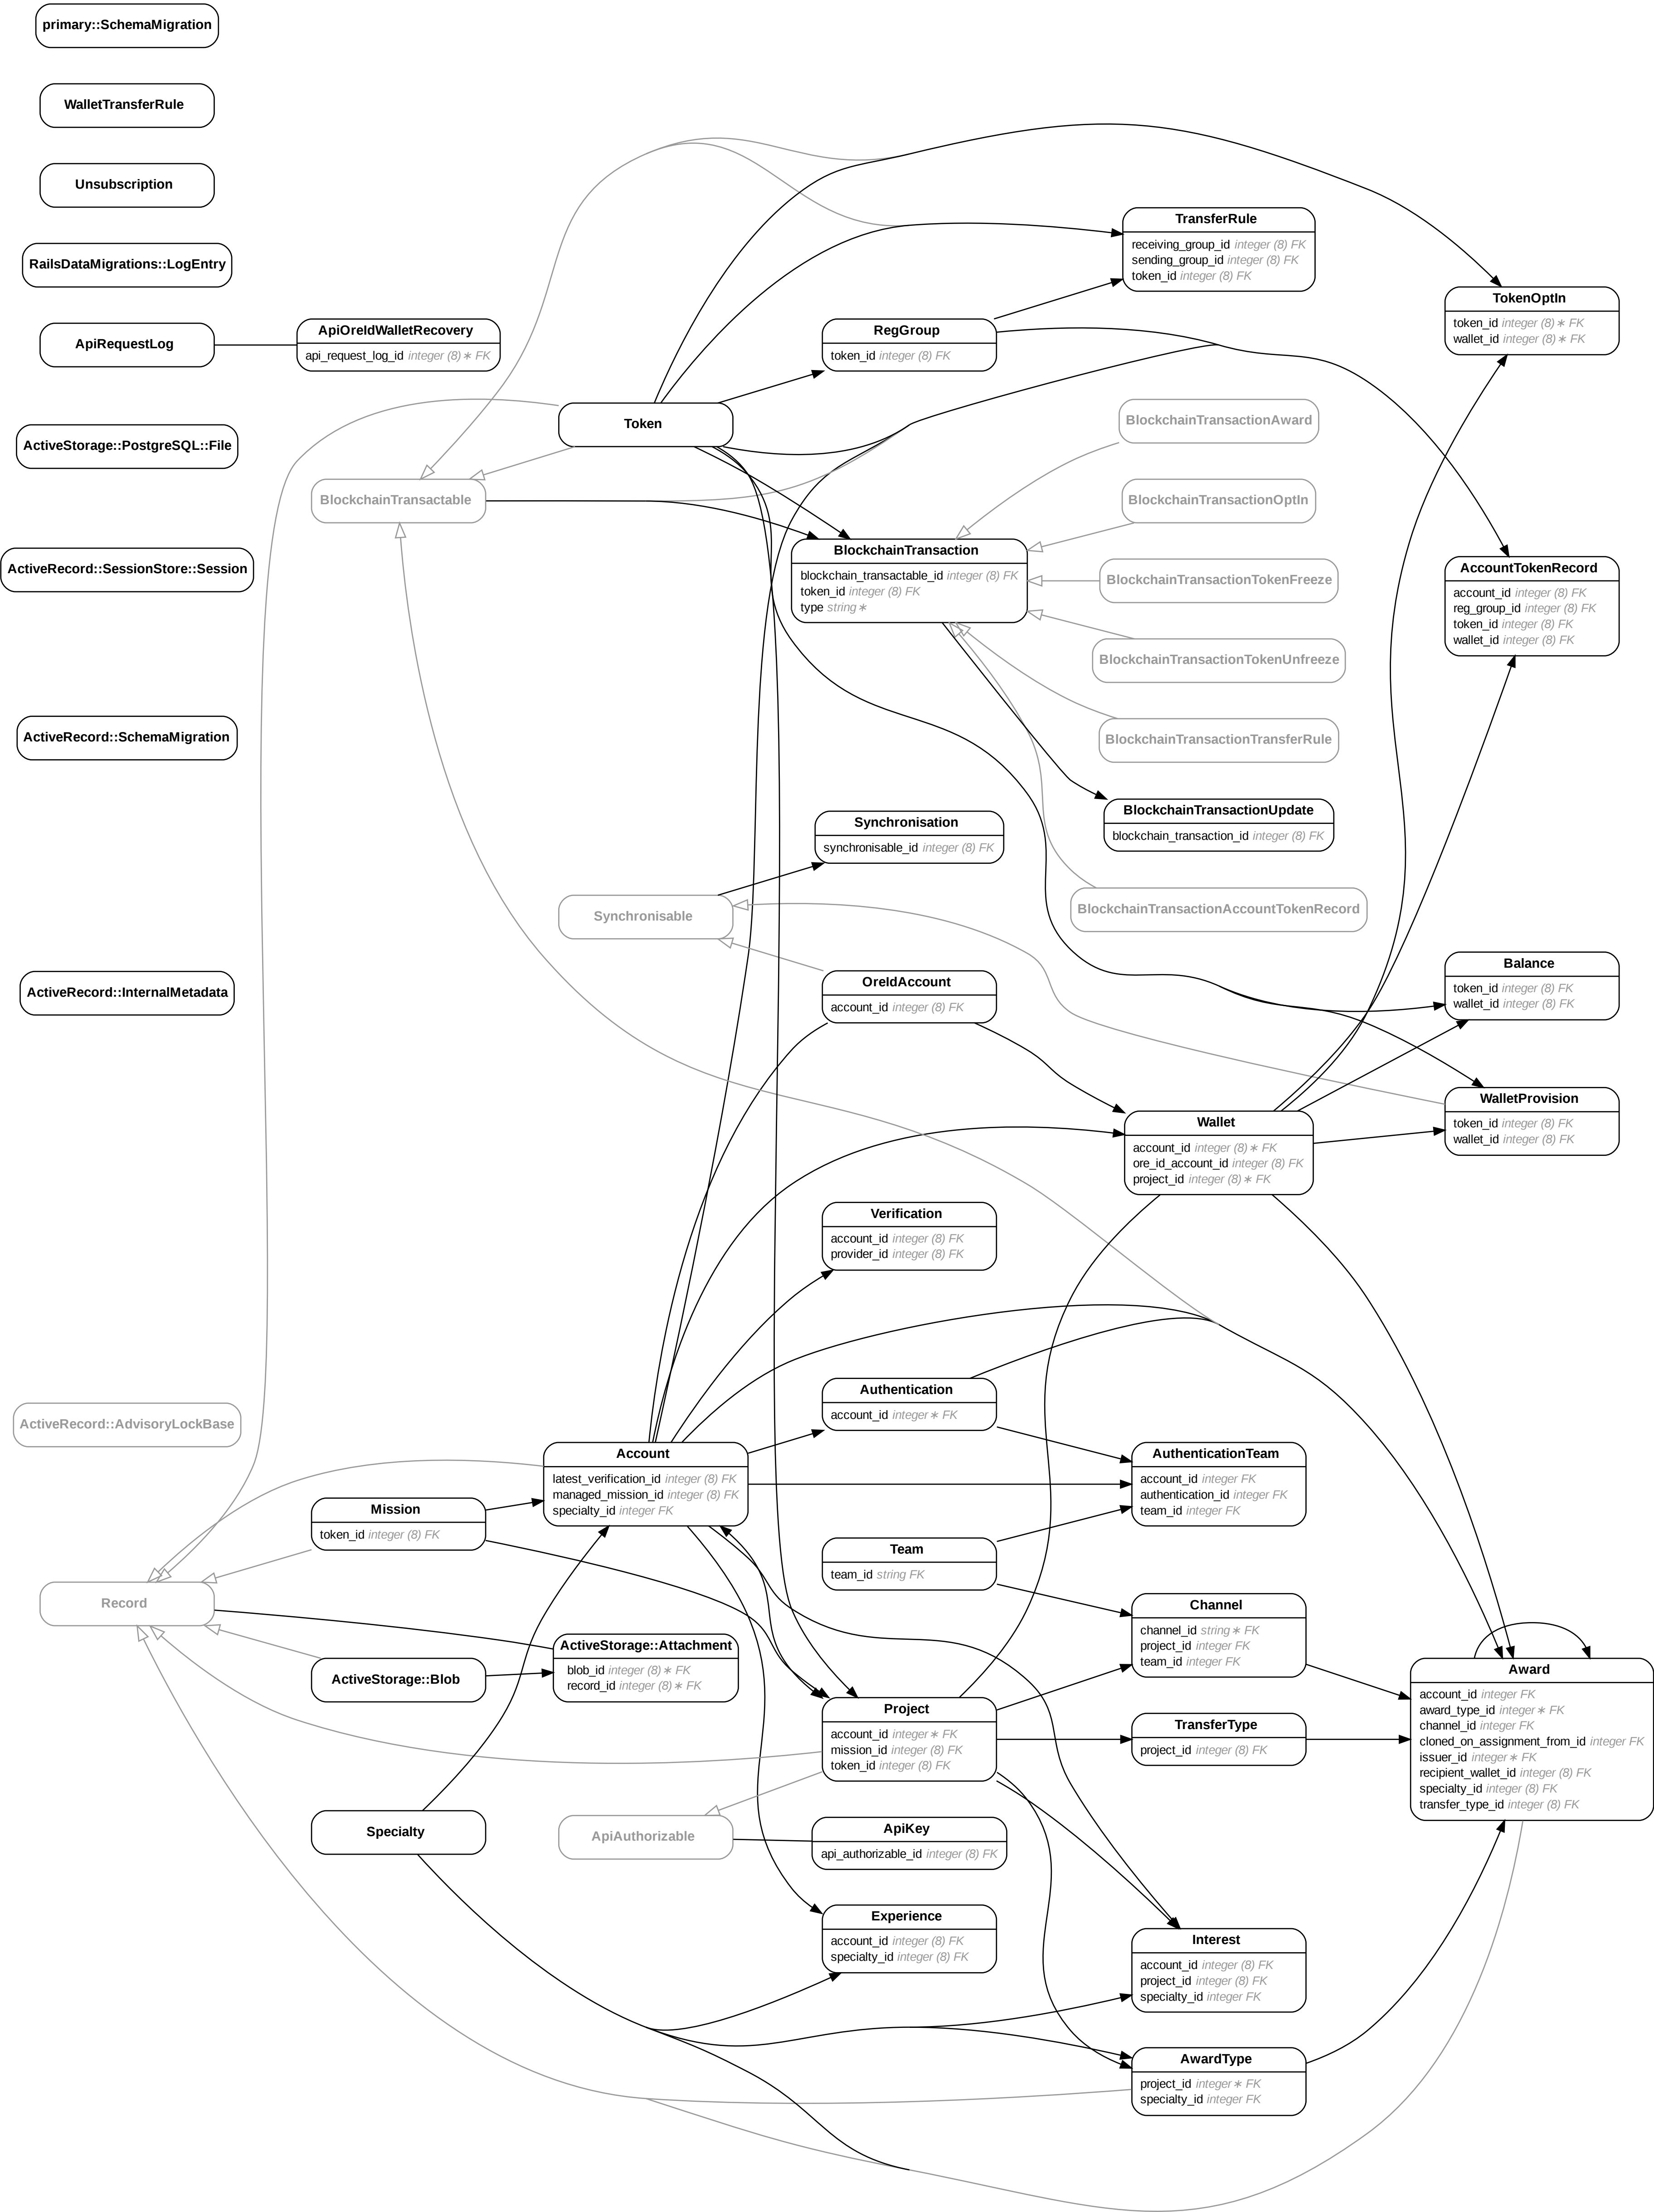 primary::SchemaMigration
WalletTransferRule
Unsubscription
RailsDataMigrations::LogEntry
ApiRequestLog
ApiOreIdWalletRecovery
api_request_log_id integer (8)∗ FK
ActiveStorage::PostgreSQL::File
ActiveRecord::SessionStore::Session
ActiveRecord::SchemaMigration
ActiveRecord::InternalMetadata
ActiveRecord::AdvisoryLockBase
Record
BlockchainTransactable
Mission
token_id integer (8) FK
ActiveStorage::Blob
Specialty
Token
Synchronisable
Account
latest_verification_id integer (8) FK
managed_mission_id integer (8) FK
specialty_id integer FK
ActiveStorage::Attachment
blob_id integer (8)∗ FK
record_id integer (8)∗ FK
ApiAuthorizable
RegGroup
token_id integer (8) FK
BlockchainTransaction
blockchain_transactable_id integer (8) FK
token_id integer (8) FK
type string∗
Synchronisation
synchronisable_id integer (8) FK
OreIdAccount
account_id integer (8) FK
Verification
account_id integer (8) FK
provider_id integer (8) FK
Authentication
account_id integer∗ FK
Team
team_id string FK
Project
account_id integer∗ FK
mission_id integer (8) FK
token_id integer (8) FK
ApiKey
api_authorizable_id integer (8) FK
Experience
account_id integer (8) FK
specialty_id integer (8) FK
TransferRule
receiving_group_id integer (8) FK
sending_group_id integer (8) FK
token_id integer (8) FK
BlockchainTransactionAward
BlockchainTransactionOptIn
BlockchainTransactionTokenFreeze
BlockchainTransactionTokenUnfreeze
BlockchainTransactionTransferRule
BlockchainTransactionUpdate
blockchain_transaction_id integer (8) FK
BlockchainTransactionAccountTokenRecord
Wallet
account_id integer (8)∗ FK
ore_id_account_id integer (8) FK
project_id integer (8)∗ FK
AuthenticationTeam
account_id integer FK
authentication_id integer FK
team_id integer FK
Channel
channel_id string∗ FK
project_id integer FK
team_id integer FK
TransferType
project_id integer (8) FK
Interest
account_id integer (8) FK
project_id integer (8) FK
specialty_id integer FK
AwardType
project_id integer∗ FK
specialty_id integer FK
TokenOptIn
token_id integer (8)∗ FK
wallet_id integer (8)∗ FK
AccountTokenRecord
account_id integer (8) FK
reg_group_id integer (8) FK
token_id integer (8) FK
wallet_id integer (8) FK
Balance
token_id integer (8) FK
wallet_id integer (8) FK
WalletProvision
token_id integer (8) FK
wallet_id integer (8) FK
Award
account_id integer FK
award_type_id integer∗ FK
channel_id integer FK
cloned_on_assignment_from_id integer FK
issuer_id integer∗ FK
recipient_wallet_id integer (8) FK
specialty_id integer (8) FK
transfer_type_id integer (8) FK